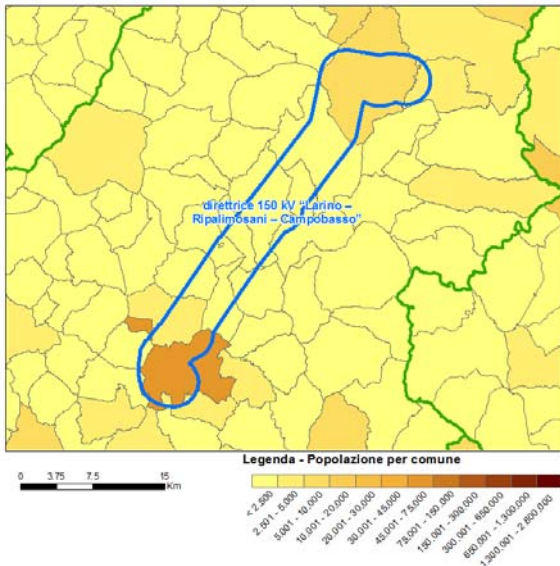 direttrice 150 kV "Larino –
Ripalimosani – Campobasso"
0 3.75 7.5 15
Km
Legenda - Popolazione per comune
< 2.500
2.501 - 5.000
5.001 - 10.000
10.001 - 20.000
20.001 - 30.000
30.001 - 45.000
45.001 - 75.000
75.001 - 150.000
150.001 - 300.000
300.001 - 650.000
650.001 - 1.300.000
1.300.001 - 2.800.000